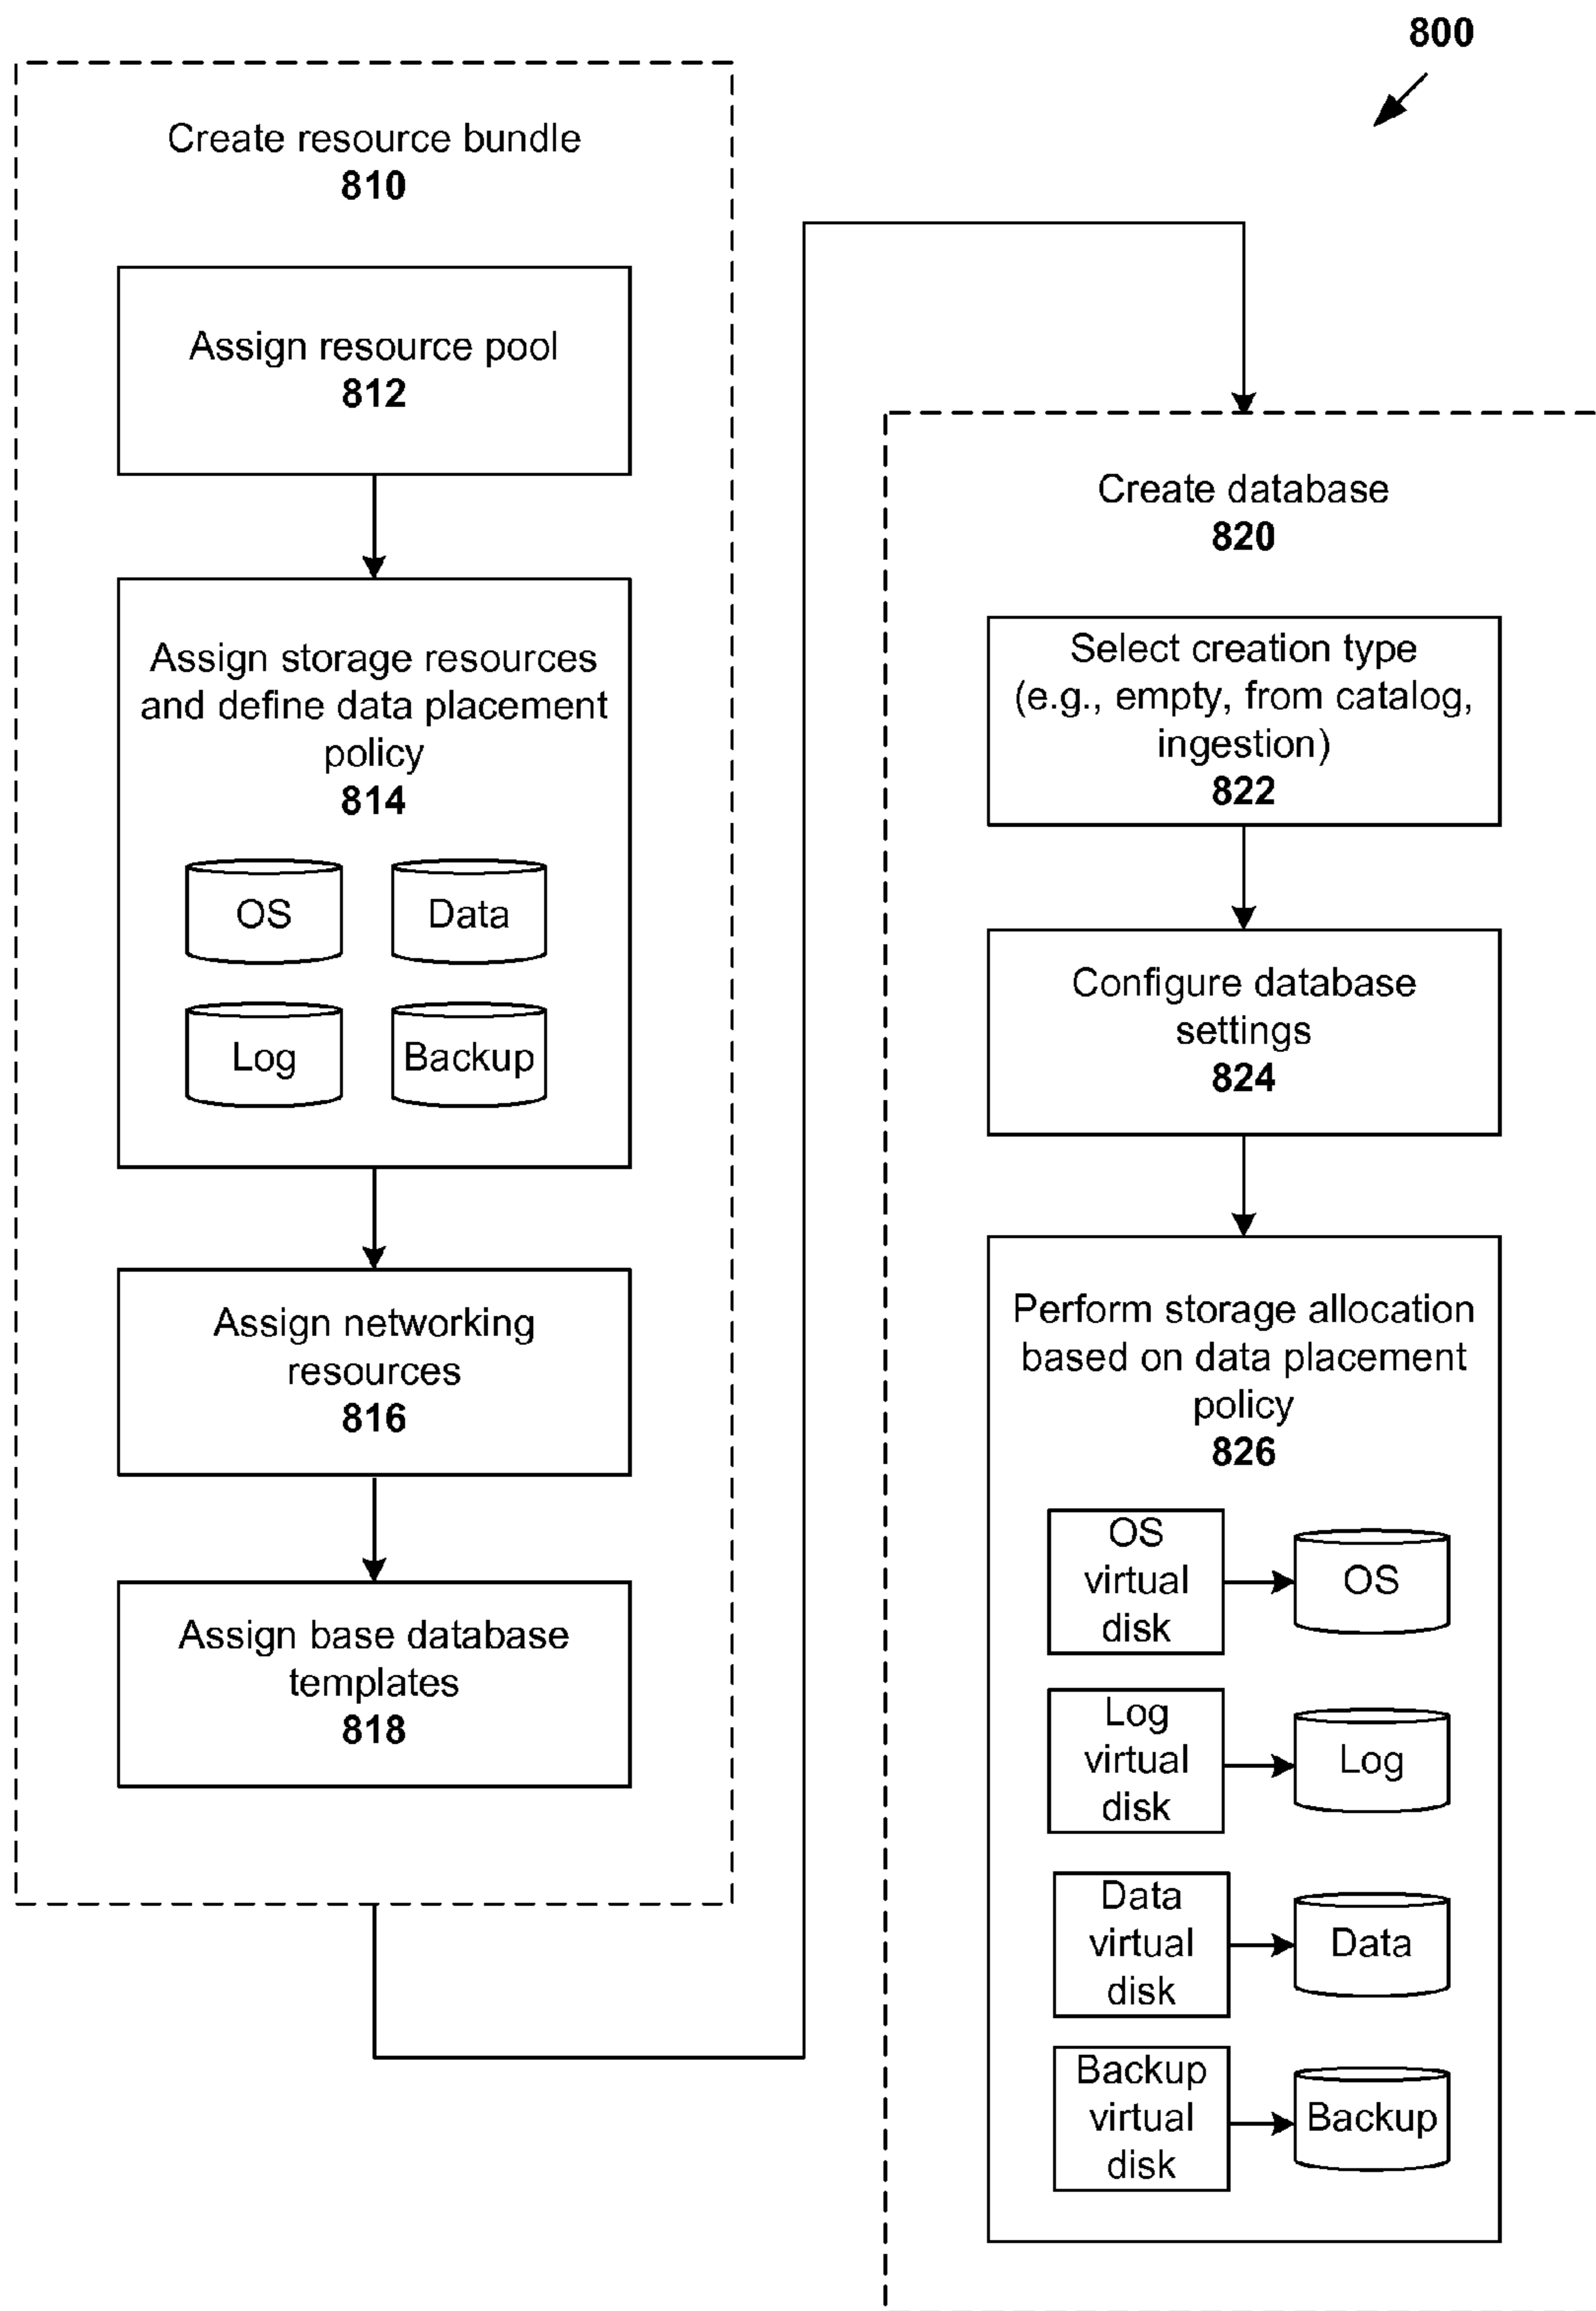 800
Create resource bundle
810
Assign resource pool
812
Assign storage resources
and define data placement
policy
814
OS
Data
Log
Backup
Assign networking
resources
816
Assign base database
templates
818
Create database
820
Select creation type
(e.g., empty, from catalog,
ingestion)
822
Configure database
settings
824
Perform storage allocation
based on data placement
policy
826
OS
virtual
disk
OS
Log
virtual
disk
Log
Data
virtual
disk
Data
Backup
virtual
disk
Backup